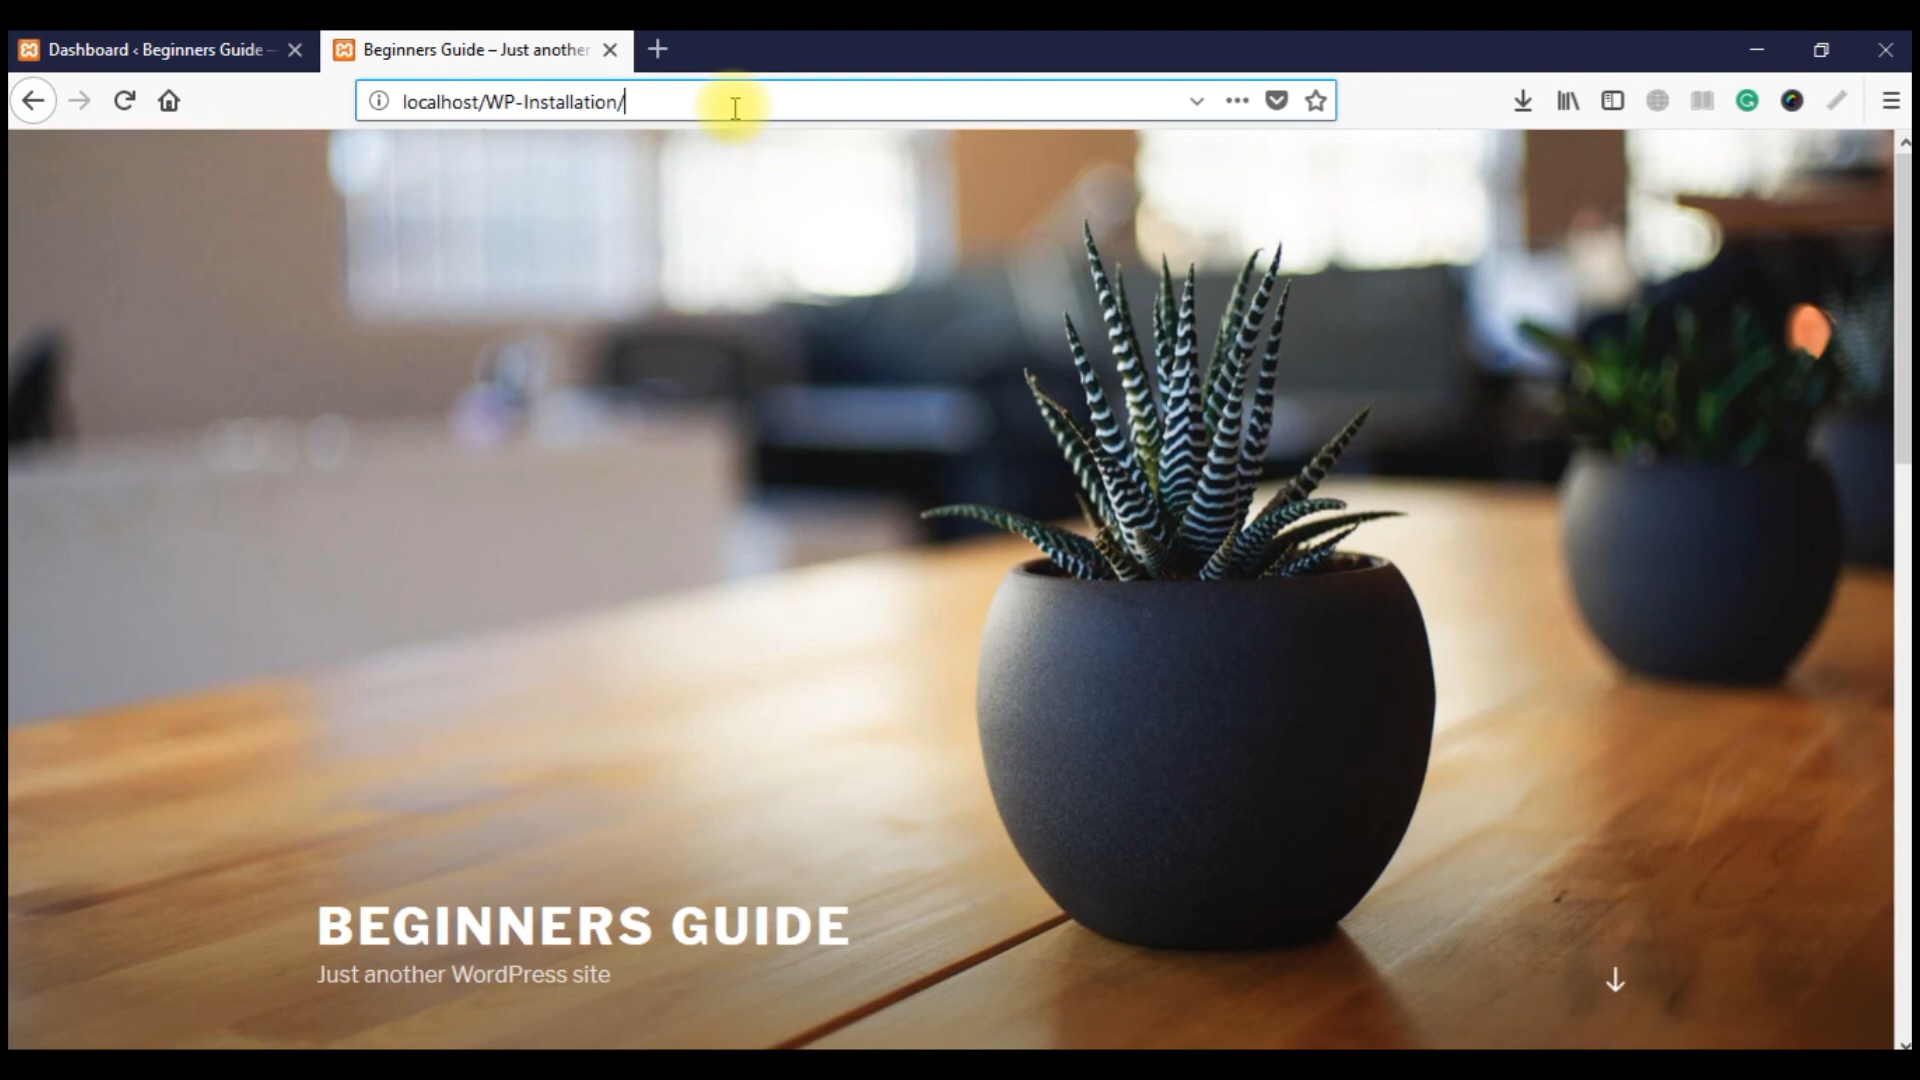 Dashboard ‹ Beginners Guide —
Beginners Guide – Just another
localhost/WP-Installation/
BEGINNERS GUIDE
Just another WordPress site